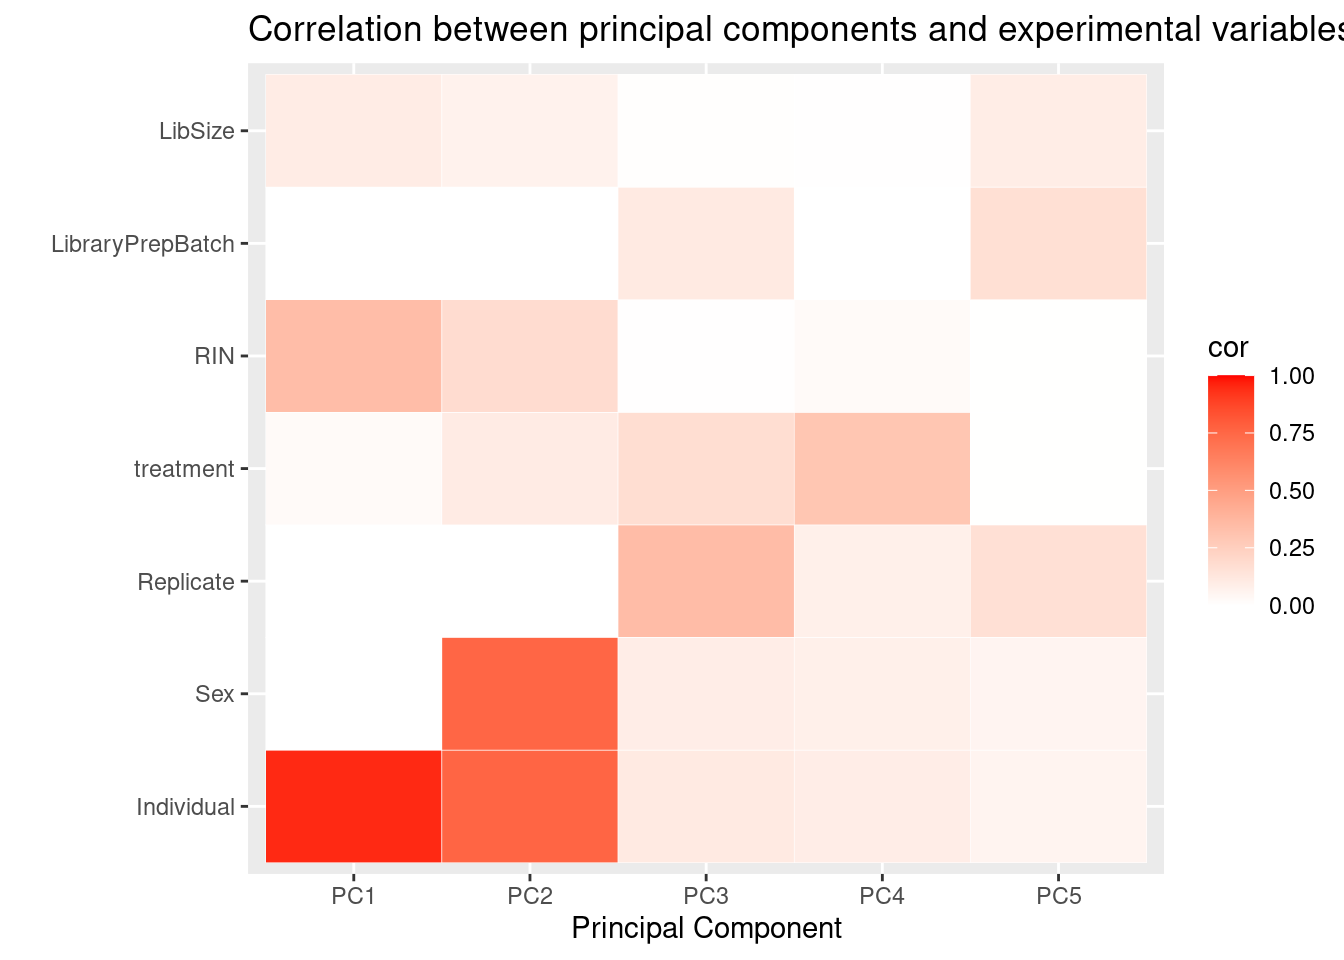 Correlation between principal components and experimental variables
LibSize
LibraryPrepBatch
RIN
treatment
Replicate
Sex
Individual
PC1 PC2 PC3 PC4 PC5
Principal Component
cor
1.00
0.75
0.50
0.25
0.00